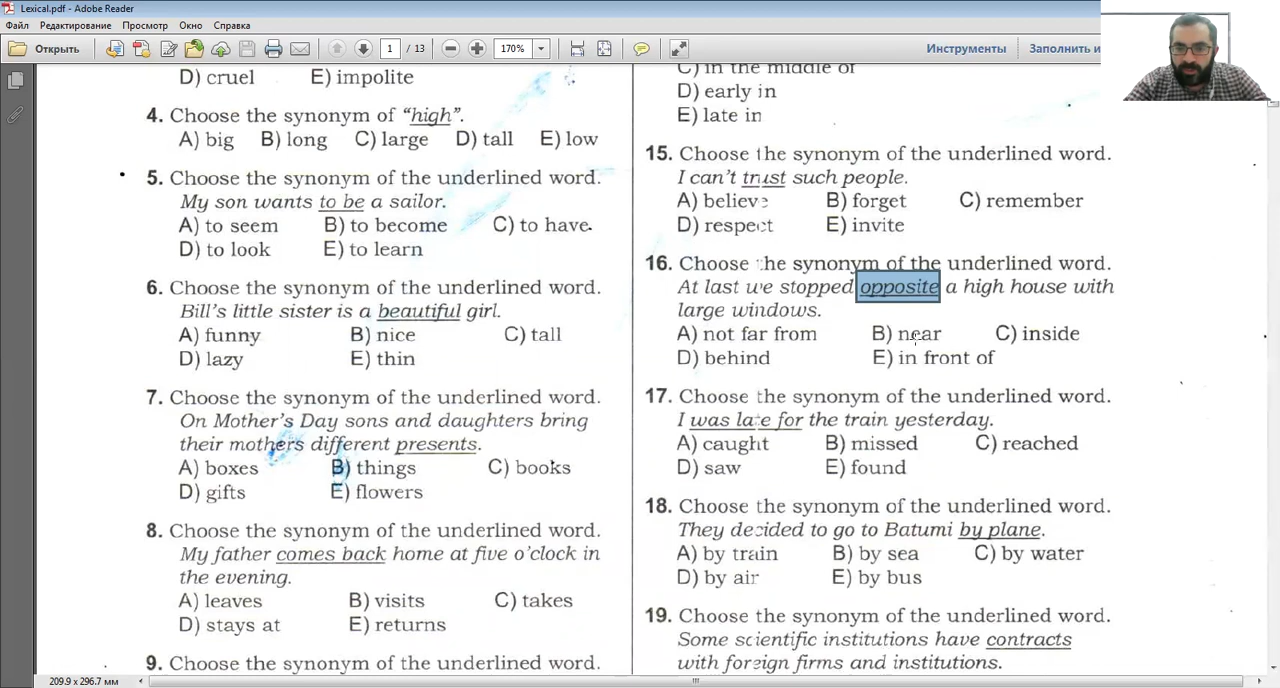 Lexical.pdf - Adobe Reader
Файл Редактирование Просмотр Окно Справка
Открыть 1 / 13 170% Инструменты Заполнить и
D) cruel E) impolite
4. Choose the synonym of “high”.
A) big B) long C) large D) tall E) low
5. Choose the synonym of the underlined word.
My son wants to be a sailor.
A) to seem B) to become C) to have
D) to look E) to learn
6. Choose the synonym of the underlined word.
Bill's little sister is a beautiful girl.
A) funny B) nice C) tall
D) lazy E) thin
7. Choose the synonym of the underlined word.
On Mother's Day sons and daughters bring
their mothers different presents.
A) boxes B) things C) books
D) gifts E) flowers
8. Choose the synonym of the underlined word.
My father comes back home at five o'clock in
the evening.
A) leaves B) visits C) takes
D) stays at E) returns
9. Choose the synonym of the underlined word.
C) in the middle of
D) early in
E) late in
15. Choose the synonym of the underlined word.
I can't trust such people.
A) believe B) forget C) remember
D) respect E) invite
16. Choose the synonym of the underlined word.
At last we stopped opposite a high house with
large windows.
A) not far from B) near C) inside
D) behind E) in front of
17. Choose the synonym of the underlined word.
I was late for the train yesterday.
A) caught B) missed C) reached
D) saw E) found
18. Choose the synonym of the underlined word.
They decided to go to Batumi by plane.
A) by train B) by sea C) by water
D) by air E) by bus
19. Choose the synonym of the underlined word.
Some scientific institutions have contracts
with foreign firms and institutions.
209.9 x 296.7 мм